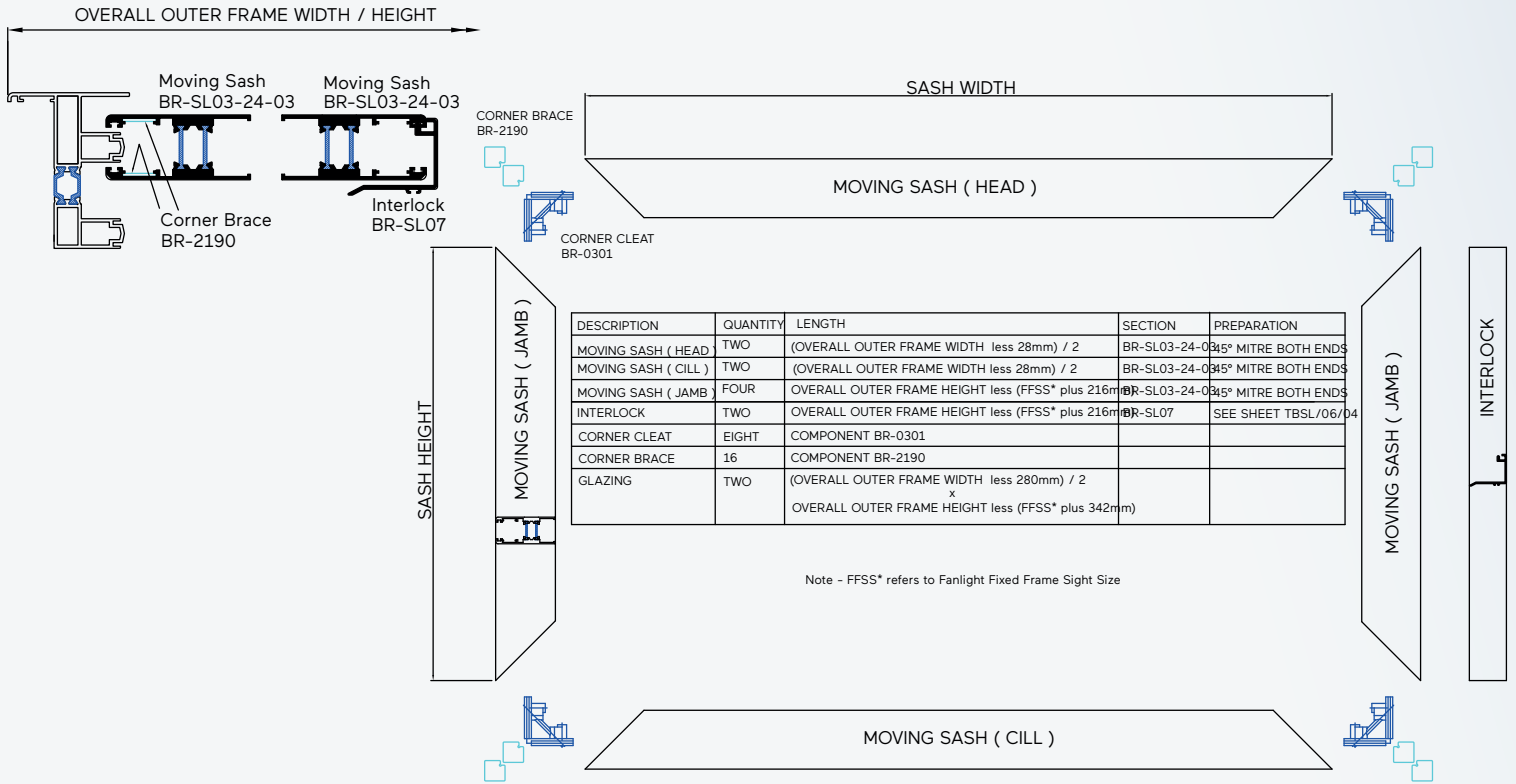 OVERALL OUTER FRAME WIDTH / HEIGHT
Moving Sash
BR-SL03-24-03
Moving Sash
BR-SL03-24-03
Corner Brace
BR-2190
Interlock
BR-SL07
SASH WIDTH
CORNER BRACE
BR-2190
MOVING SASH ( HEAD )
CORNER CLEAT
BR-0301
SASH HEIGHT
MOVING SASH ( JAMB )
DESCRIPTION QUANTITY LENGTH SECTION PREPARATION
MOVING SASH ( HEAD ) TWO (OVERALL OUTER FRAME WIDTH less 28mm) / 2 BR-SL03-24-03 45° MITRE BOTH ENDS
MOVING SASH ( CILL ) TWO (OVERALL OUTER FRAME WIDTH less 28mm) / 2 BR-SL03-24-03 45° MITRE BOTH ENDS
MOVING SASH ( JAMB ) FOUR OVERALL OUTER FRAME HEIGHT less (FFSS* plus 216mm) BR-SL03-24-03 45° MITRE BOTH ENDS
INTERLOCK TWO OVERALL OUTER FRAME HEIGHT less (FFSS* plus 216mm) BR-SL07 SEE SHEET TBSL/06/04
CORNER CLEAT EIGHT COMPONENT BR-0301
CORNER BRACE 16 COMPONENT BR-2190
GLAZING TWO (OVERALL OUTER FRAME WIDTH less 280mm) / 2
x
OVERALL OUTER FRAME HEIGHT less (FFSS* plus 342mm)
Note - FFSS* refers to Fanlight Fixed Frame Sight Size
MOVING SASH ( JAMB )
INTERLOCK
MOVING SASH ( CILL )